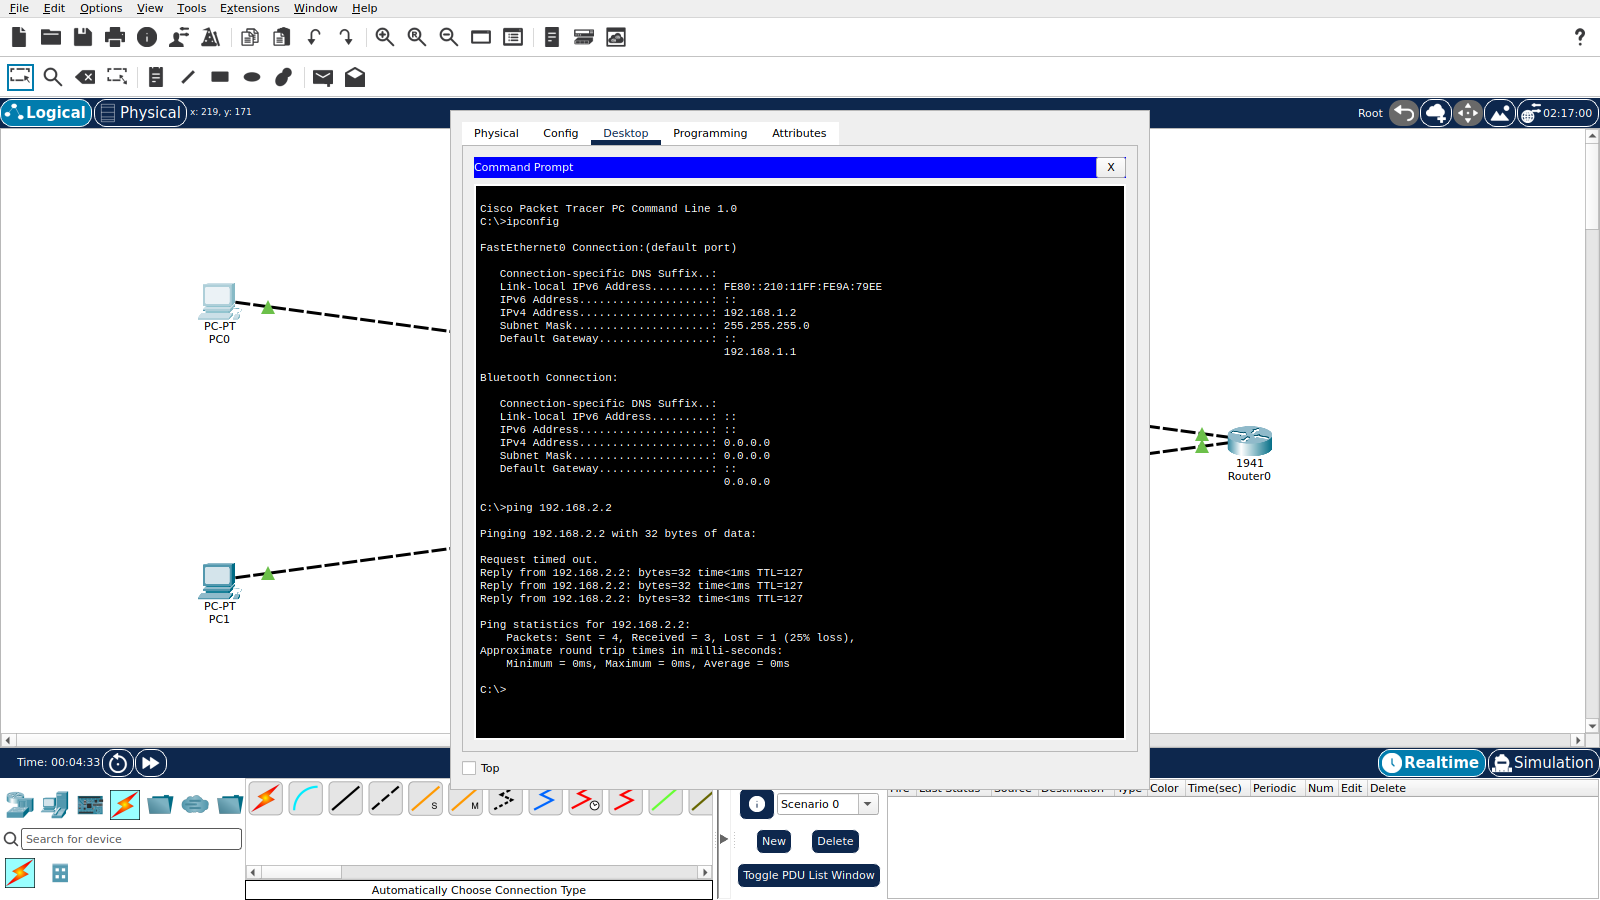 File Edit Options View Tools Extensions Window Help
Logical Physical x: 219, y: 171
Root 02:17:00
Physical Config Desktop Programming Attributes
Command Prompt X
Cisco Packet Tracer PC Command Line 1.0
C:\>ipconfig
FastEthernet0 Connection:(default port)
Connection-specific DNS Suffix..:
Link-local IPv6 Address.........: FE80::210:11FF:FE9A:79EE
IPv6 Address....................: ::
IPv4 Address....................: 192.168.1.2
Subnet Mask.....................: 255.255.255.0
Default Gateway.................: ::
192.168.1.1
Bluetooth Connection:
Connection-specific DNS Suffix..:
Link-local IPv6 Address.........: ::
IPv6 Address....................: ::
IPv4 Address....................: 0.0.0.0
Subnet Mask.....................: 0.0.0.0
Default Gateway.................: ::
0.0.0.0
C:\>ping 192.168.2.2
Pinging 192.168.2.2 with 32 bytes of data:
Request timed out.
Reply from 192.168.2.2: bytes=32 time<1ms TTL=127
Reply from 192.168.2.2: bytes=32 time<1ms TTL=127
Reply from 192.168.2.2: bytes=32 time<1ms TTL=127
Ping statistics for 192.168.2.2:
Packets: Sent = 4, Received = 3, Lost = 1 (25% loss),
Approximate round trip times in milli-seconds:
Minimum = 0ms, Maximum = 0ms, Average = 0ms
C:\>
Top
PC-PT
PC0
PC-PT
PC1
1941
Router0
Time: 00:04:33
Realtime Simulation
Search for device
S M
Automatically Choose Connection Type
Scenario 0
New Delete
Toggle PDU List Window
Fire Last Status Source Destination Type Color Time(sec) Periodic Num Edit Delete